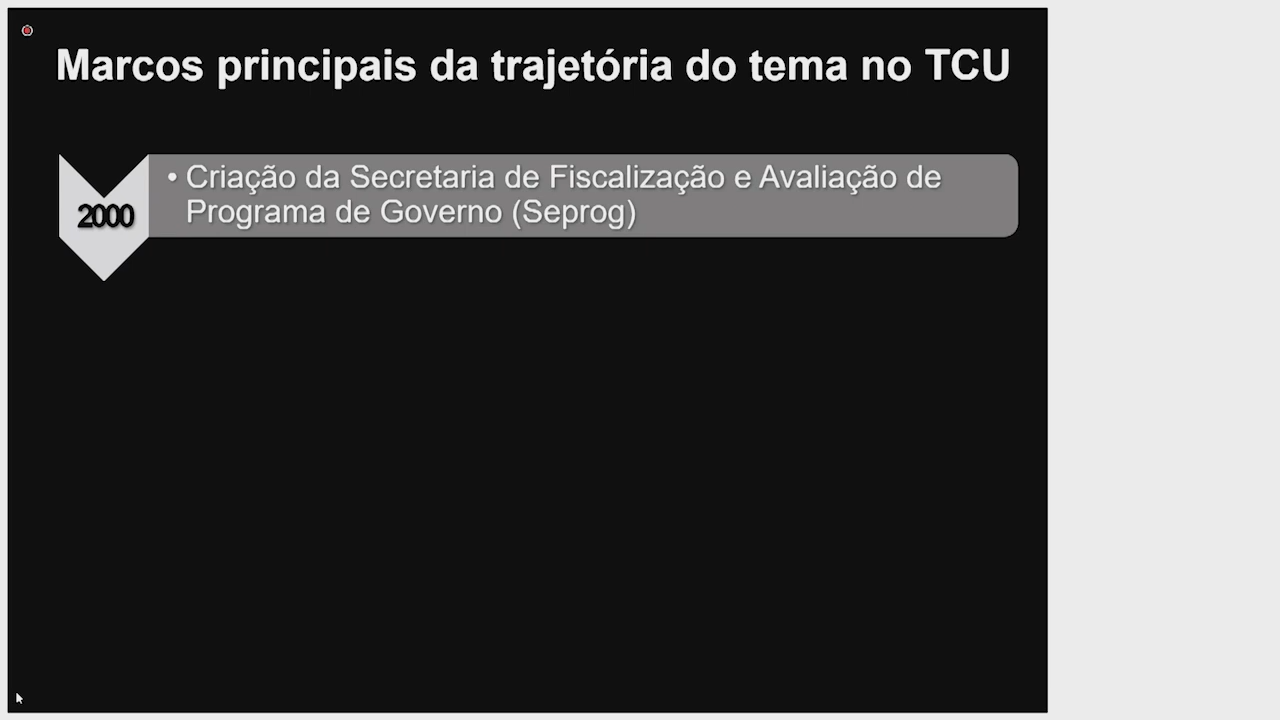 Marcos principais da trajetória do tema no TCU
2000
• Criação da Secretaria de Fiscalização e Avaliação de
Programa de Governo (Seprog)